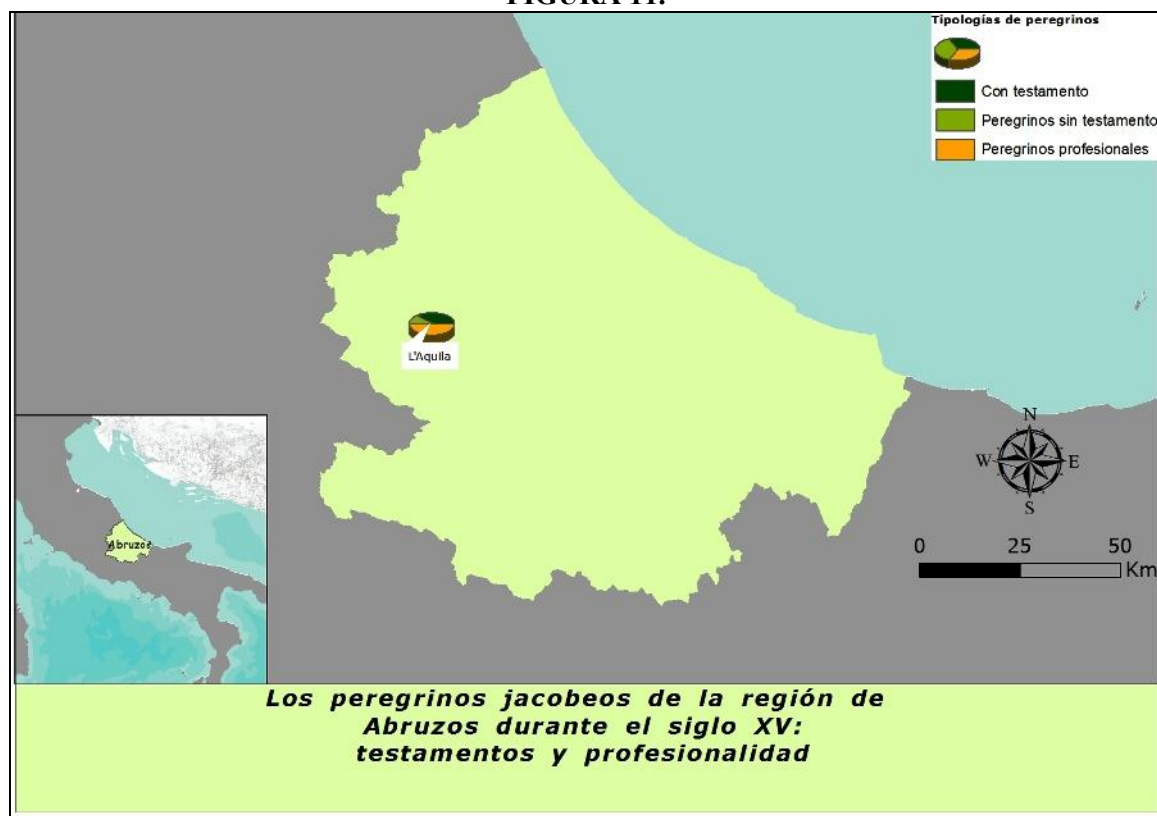 FIGURA 11:
Tipologías de peregrinos
Con testamento
Peregrinos sin testamento
Peregrinos profesionales
L'Aquila
Abruzos
N
W
E
S
0 25 50
Km
Los peregrinos jacobeos de la región de
Abruzos durante el siglo XV:
testamentos y profesionalidad